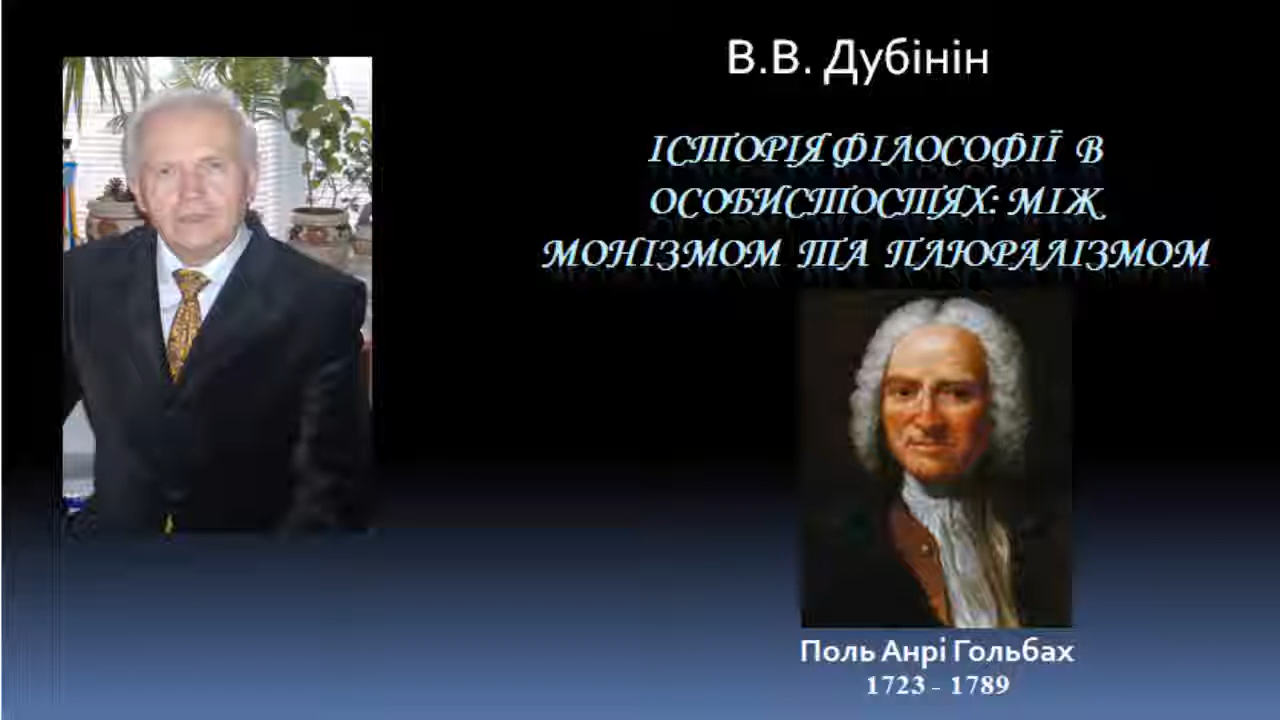 В.В. Дубінін
ІСТОРІЯ ФІЛОСОФІЇ В
ОСОБИСТОСТЯХ: МІЖ
МОНІЗМОМ ТА ПЛЮРАЛІЗМОМ
Поль Анрі Гольбах
1723 - 1789